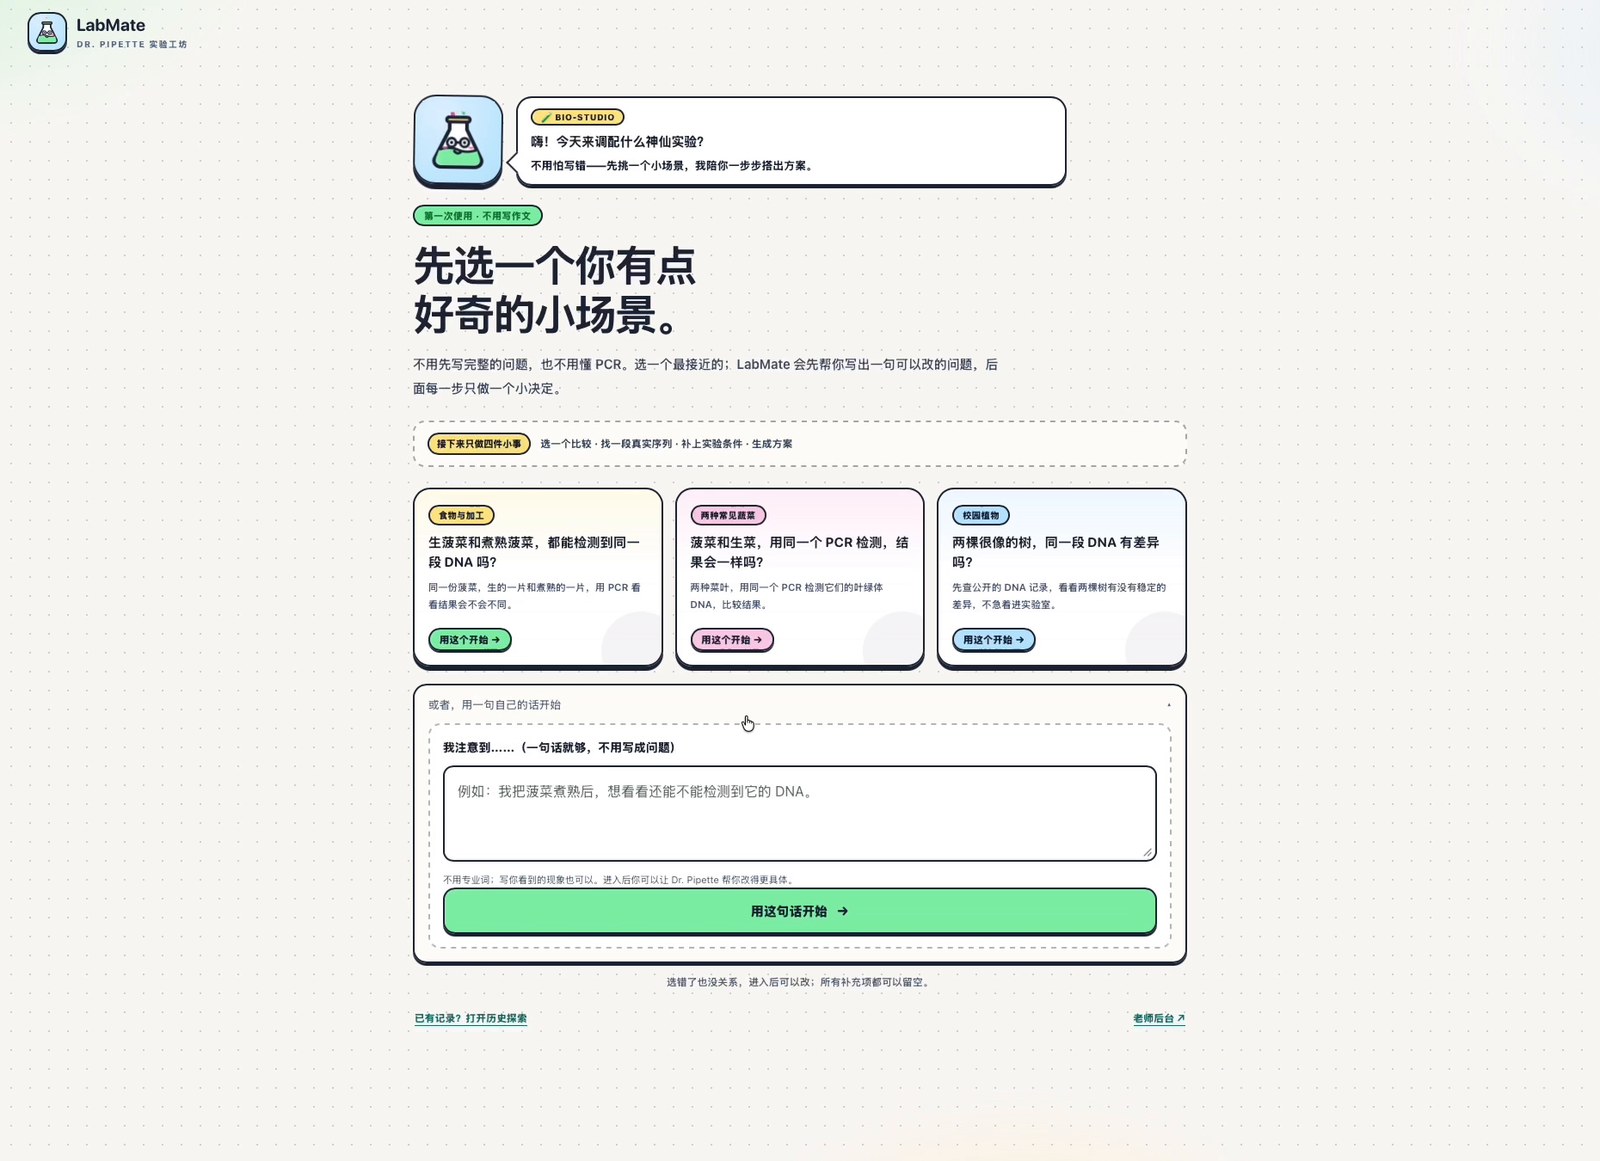 LabMate
DR. PIPETTE 实验工坊
BIO-STUDIO
嗨！今天来调配什么神仙实验？
不用怕写错——先挑一个小场景，我陪你一步步搭出方案。
第一次使用 · 不用写作文
先选一个你有点
好奇的小场景。
不用先写完整的问题，也不用懂 PCR。选一个最接近的；LabMate 会先帮你写出一句可以改的问题，后
面每一步只做一个小决定。
接下来只做四件小事 选一个比较 · 找一段真实序列 · 补上实验条件 · 生成方案
食物与加工
生菠菜和煮熟菠菜，都能检测到同一
段 DNA 吗？
同一份菠菜，生的一片和煮熟的一片，用 PCR 看
看结果会不会不同。
用这个开始 →
两种常见蔬菜
菠菜和生菜，用同一个 PCR 检测，结
果会一样吗？
两种菜叶，用同一个 PCR 检测它们的叶绿体
DNA，比较结果。
用这个开始 →
校园植物
两棵很像的树，同一段 DNA 有差异
吗？
先查公开的 DNA 记录，看看两棵树有没有稳定的
差异，不急着进实验室。
用这个开始 →
或者，用一句自己的话开始
我注意到……（一句话就够，不用写成问题）
例如：我把菠菜煮熟后，想看看还能不能检测到它的 DNA。
不用专业词；写你看到的现象也可以。进入后你可以让 Dr. Pipette 帮你改得更具体。
用这句话开始 →
选错了也没关系，进入后可以改；所有补充项都可以留空。
已有记录？打开历史探索
老师后台 ↗